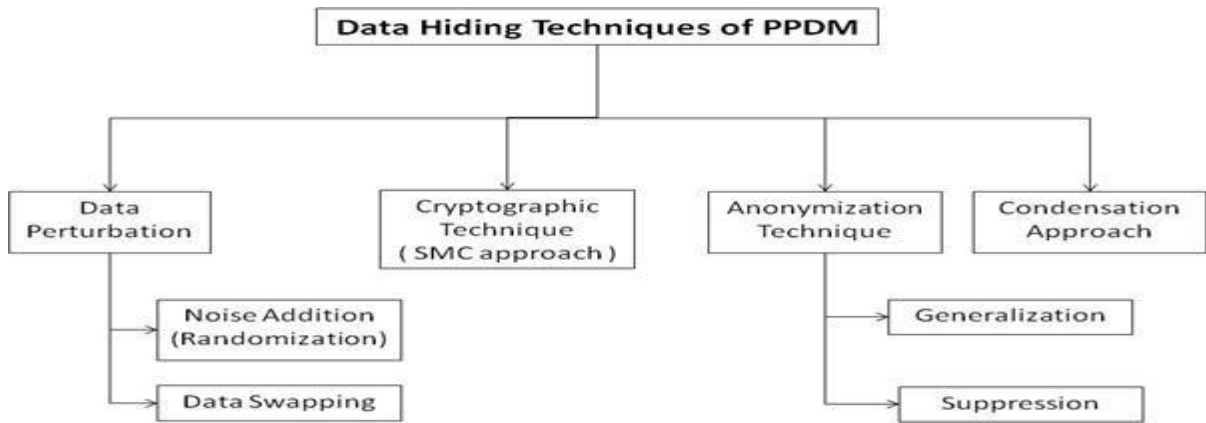 Data Hiding Techniques of PPDM
Data
Perturbation
Cryptographic
Technique
( SMC approach )
Anonymization
Technique
Condensation
Approach
Noise Addition
(Randomization)
Generalization
Data Swapping
Suppression